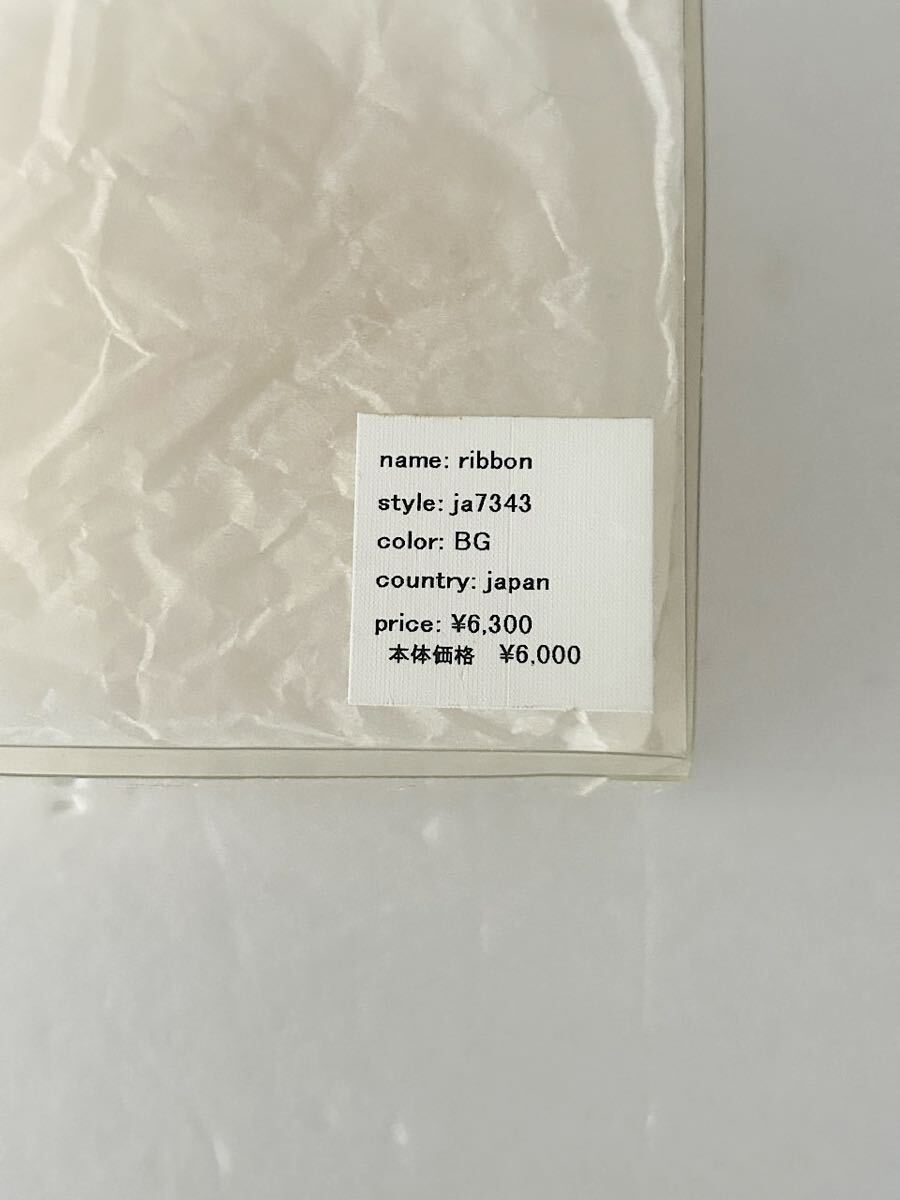 name: ribbon
style: ja7343
color: BG
country: japan
price: ¥6,300
本体価格 ¥6,000